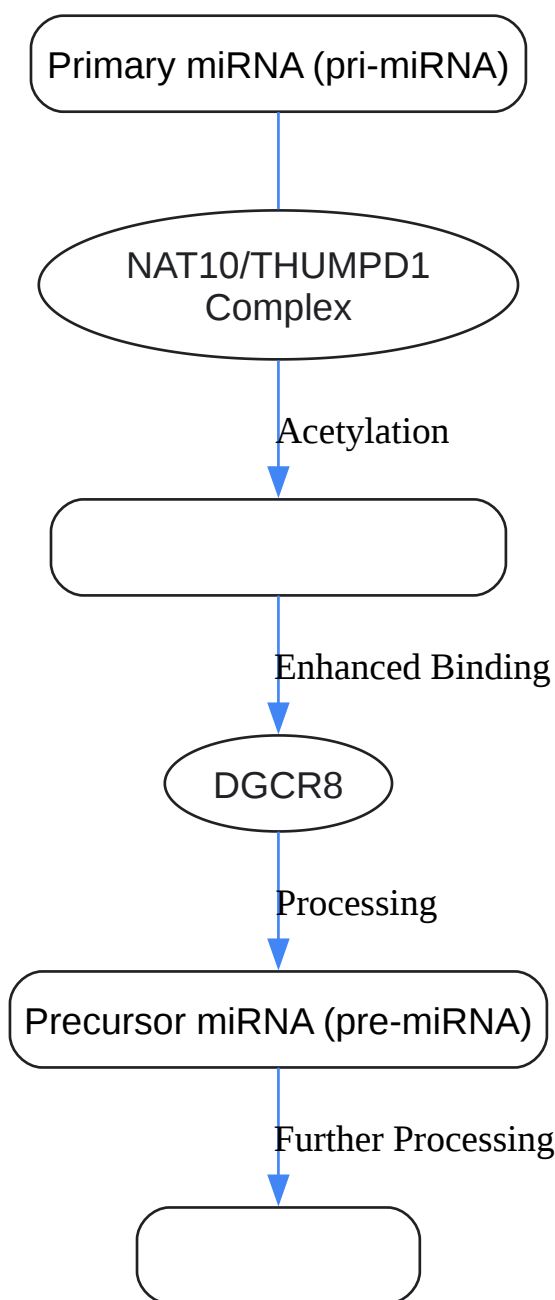 Primary miRNA (pri-miRNA)
NAT10/THUMPD1
Complex
Acetylation
Enhanced Binding
DGCR8
Processing
Precursor miRNA (pre-miRNA)
Further Processing